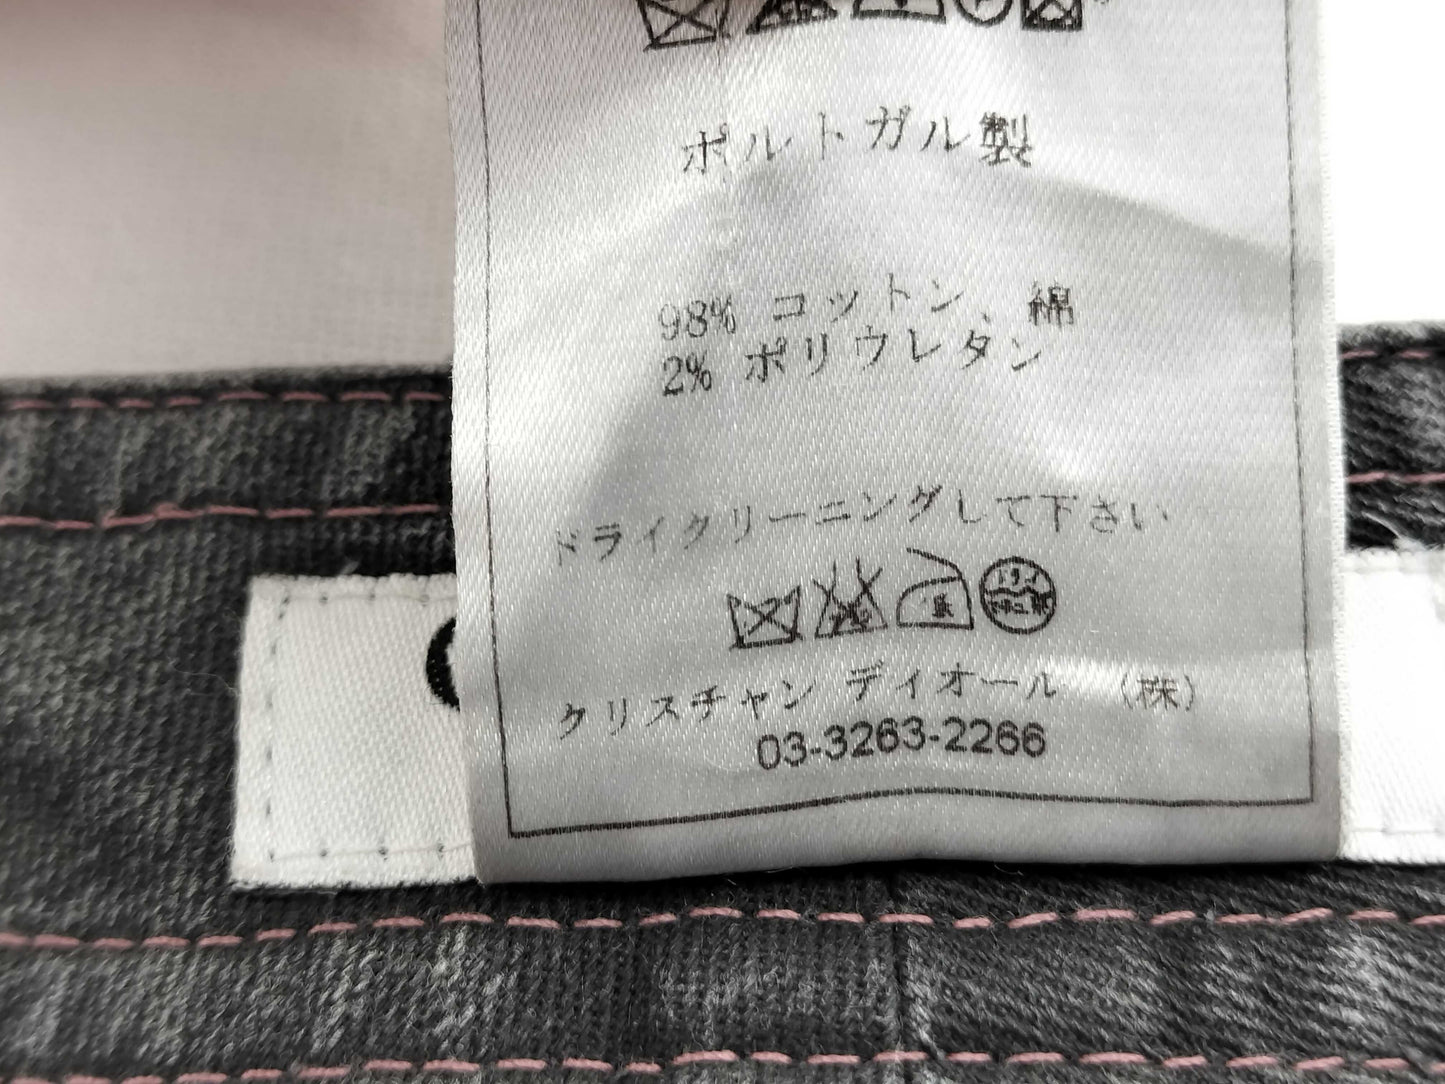 ポルトガル製
98% コットン、綿
2% ポリウレタン
ドライクリーニングして下さい
クリスチャン ディオール (株)
03-3263-2266